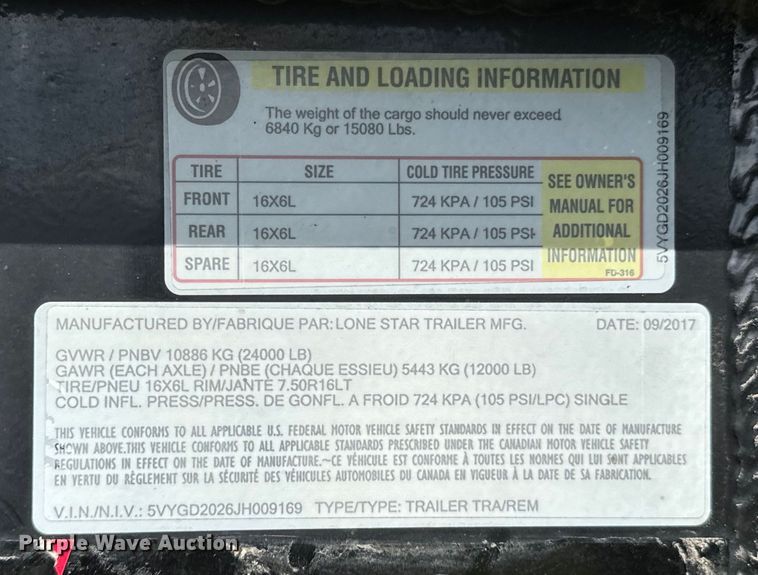 TIRE AND LOADING INFORMATION
The weight of the cargo should never exceed
6840 Kg or 15080 Lbs.
TIRE SIZE COLD TIRE PRESSURE
FRONT 16X6L 724 KPA / 105 PSI
REAR 16X6L 724 KPA / 105 PSI
SPARE 16X6L 724 KPA / 105 PSI
SEE OWNER'S
MANUAL FOR
ADDITIONAL
INFORMATION
FD-316
5VYGD2026JH009169
MANUFACTURED BY/FABRIQUE PAR: LONE STAR TRAILER MFG. DATE: 09/2017
GVWR / PNBV 10886 KG (24000 LB)
GAWR (EACH AXLE) / PNBE (CHAQUE ESSIEU) 5443 KG (12000 LB)
TIRE/PNEU 16X6L RIM/JANTE 7.50R16LT
COLD INFL. PRESS/PRESS. DE GONFL. A FROID 724 KPA (105 PSI/LPC) SINGLE
THIS VEHICLE CONFORMS TO ALL APPLICABLE U.S. FEDERAL MOTOR VEHICLE SAFETY STANDARDS IN EFFECT ON THE DATE OF MANUFACTURE
SHOWN ABOVE.THIS VEHICLE CONFORMS TO ALL APPLICABLE STANDARDS PRESCRIBED UNDER THE CANADIAN MOTOR VEHICLE SAFETY
REGULATIONS IN EFFECT ON THE DATE OF MANUFACTURE.~CE VÉHICULE EST CONFORME À TOUTES LES NORMES QUI LUI SONT APPLICABLES
EN VERTU DU RÈGLEMENT SUR LA SÉCURITÉ DES VÉHICULES AUTOMOBILES DU CANADA EN VIGUEUR À LA DATE DE SA FABRICATION.
V.I.N./N.I.V.: 5VYGD2026JH009169 TYPE/TYPE: TRAILER TRA/REM
Purple Wave Auction